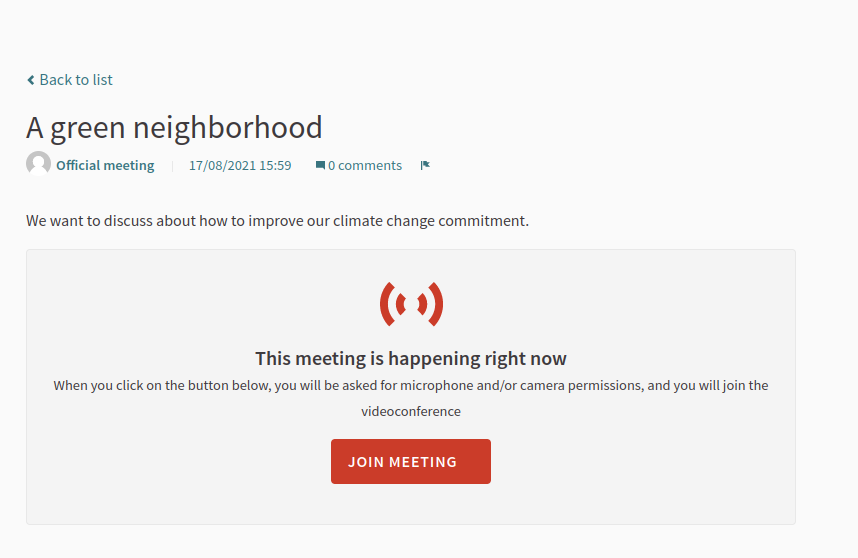 Back to list
A green neighborhood
Official meeting 17/08/2021 15:59 0 comments
We want to discuss about how to improve our climate change commitment.
This meeting is happening right now
When you click on the button below, you will be asked for microphone and/or camera permissions, and you will join the
videoconference
JOIN MEETING